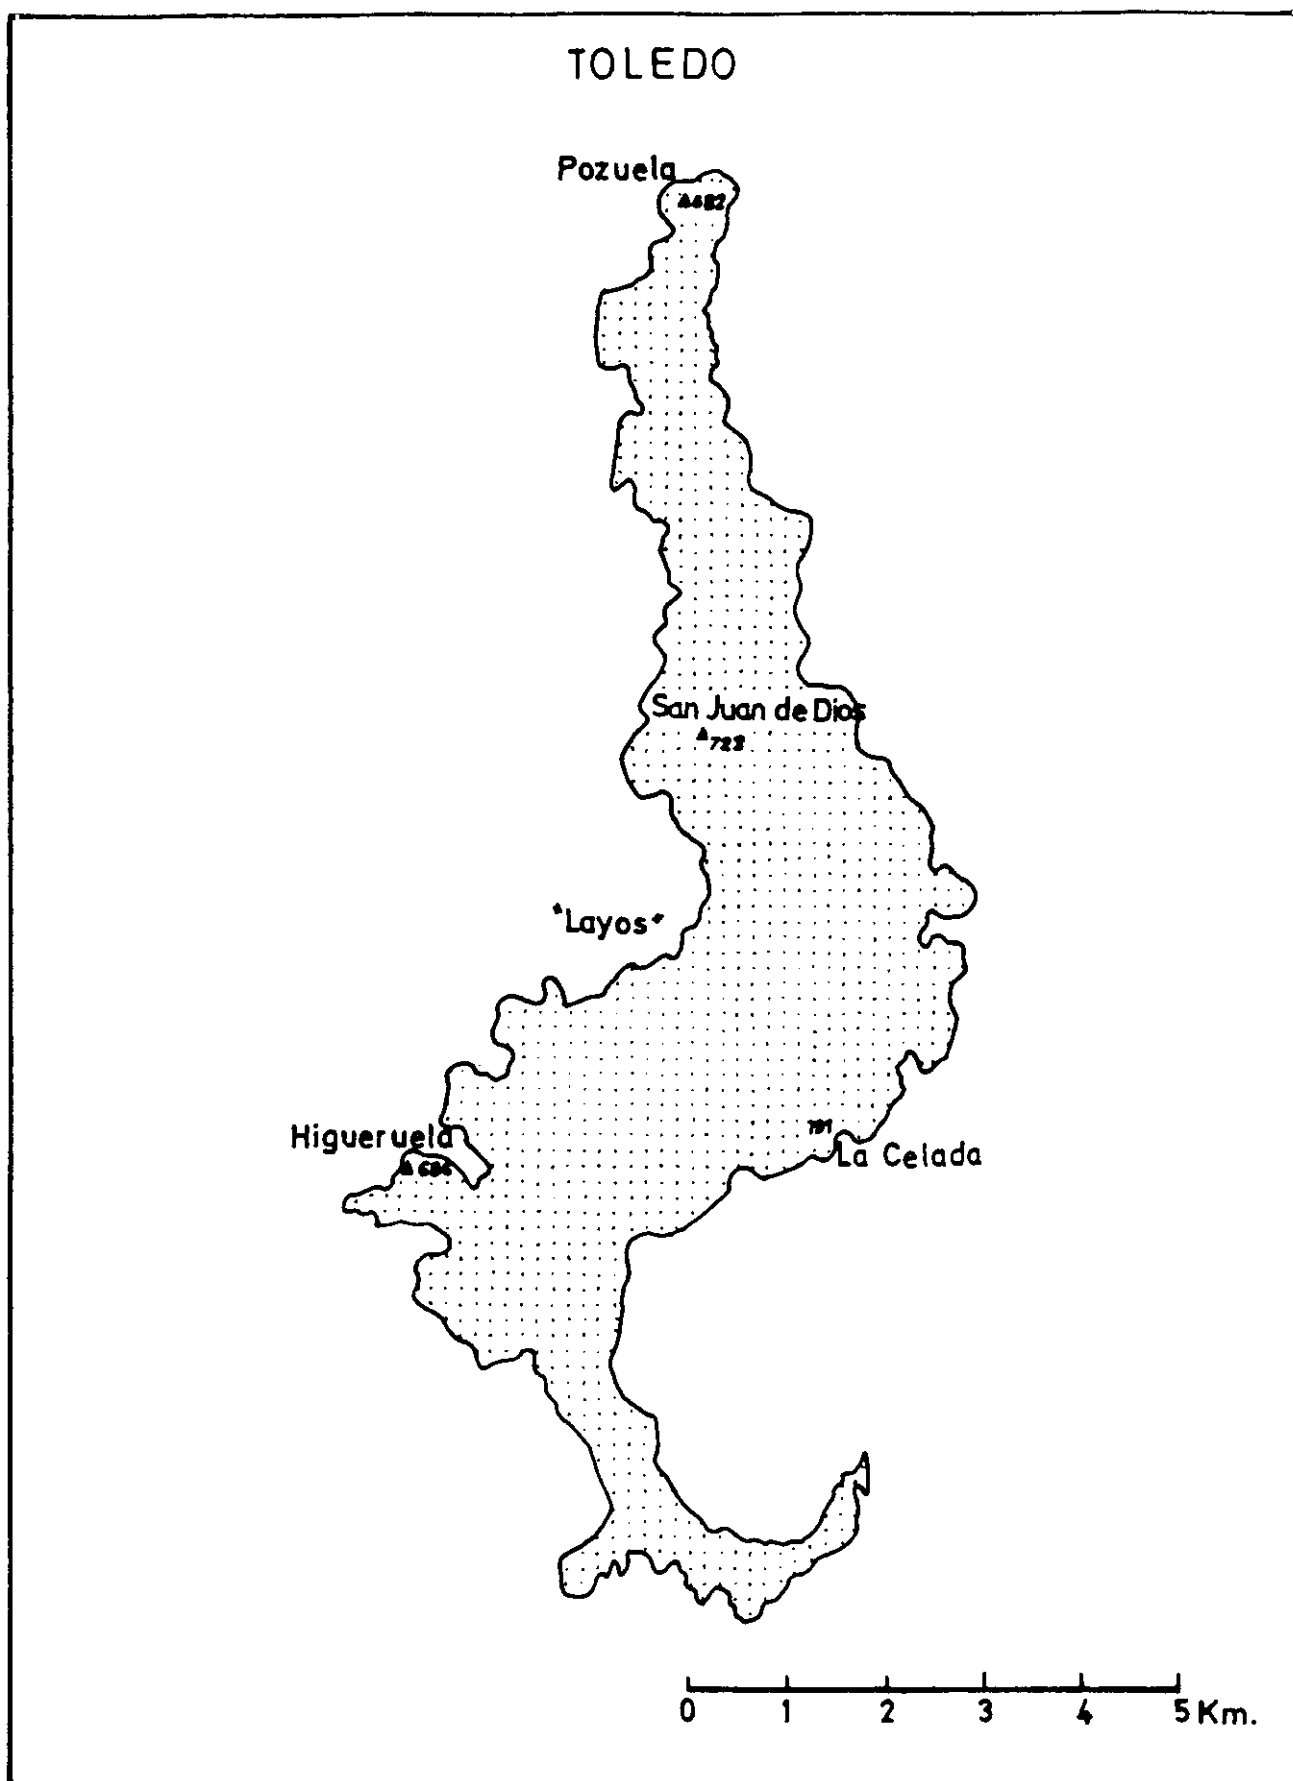 TOLEDO
Pozuela
San Juan de Dios
"Layos"
Higueruela
La Celada
0 1 2 3 4 5 Km.